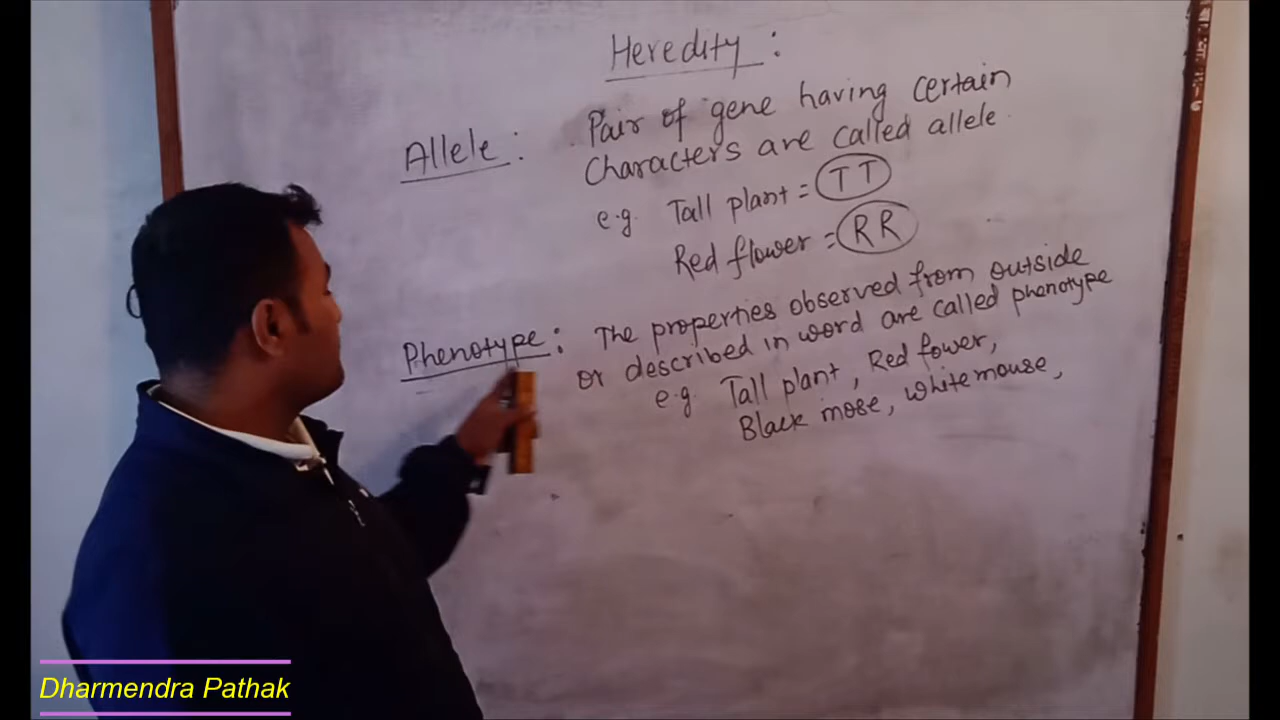 Heredity :
Allele : Pair of gene having certain
Characters are called allele.
e.g. Tall plant = TT
Red flower = RR
Phenotype : The properties observed from outside
or described in word are called phenotype
e.g. Tall plant, Red fower,
Black mose, white mouse,
Dharmendra Pathak